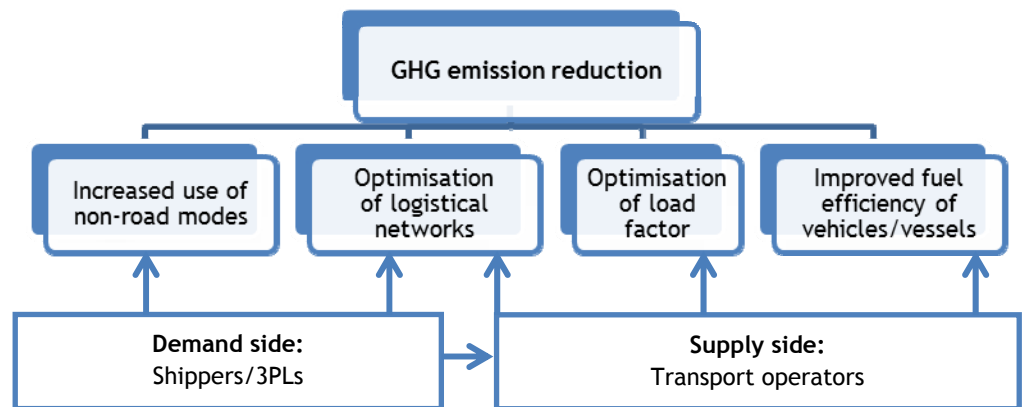 GHG emission reduction
Increased use of
non-road modes
Optimisation
of logistical
networks
Optimisation
of load
factor
Improved fuel
efficiency of
vehicles/vessels
Demand side:
Shippers/3PLs
Supply side:
Transport operators